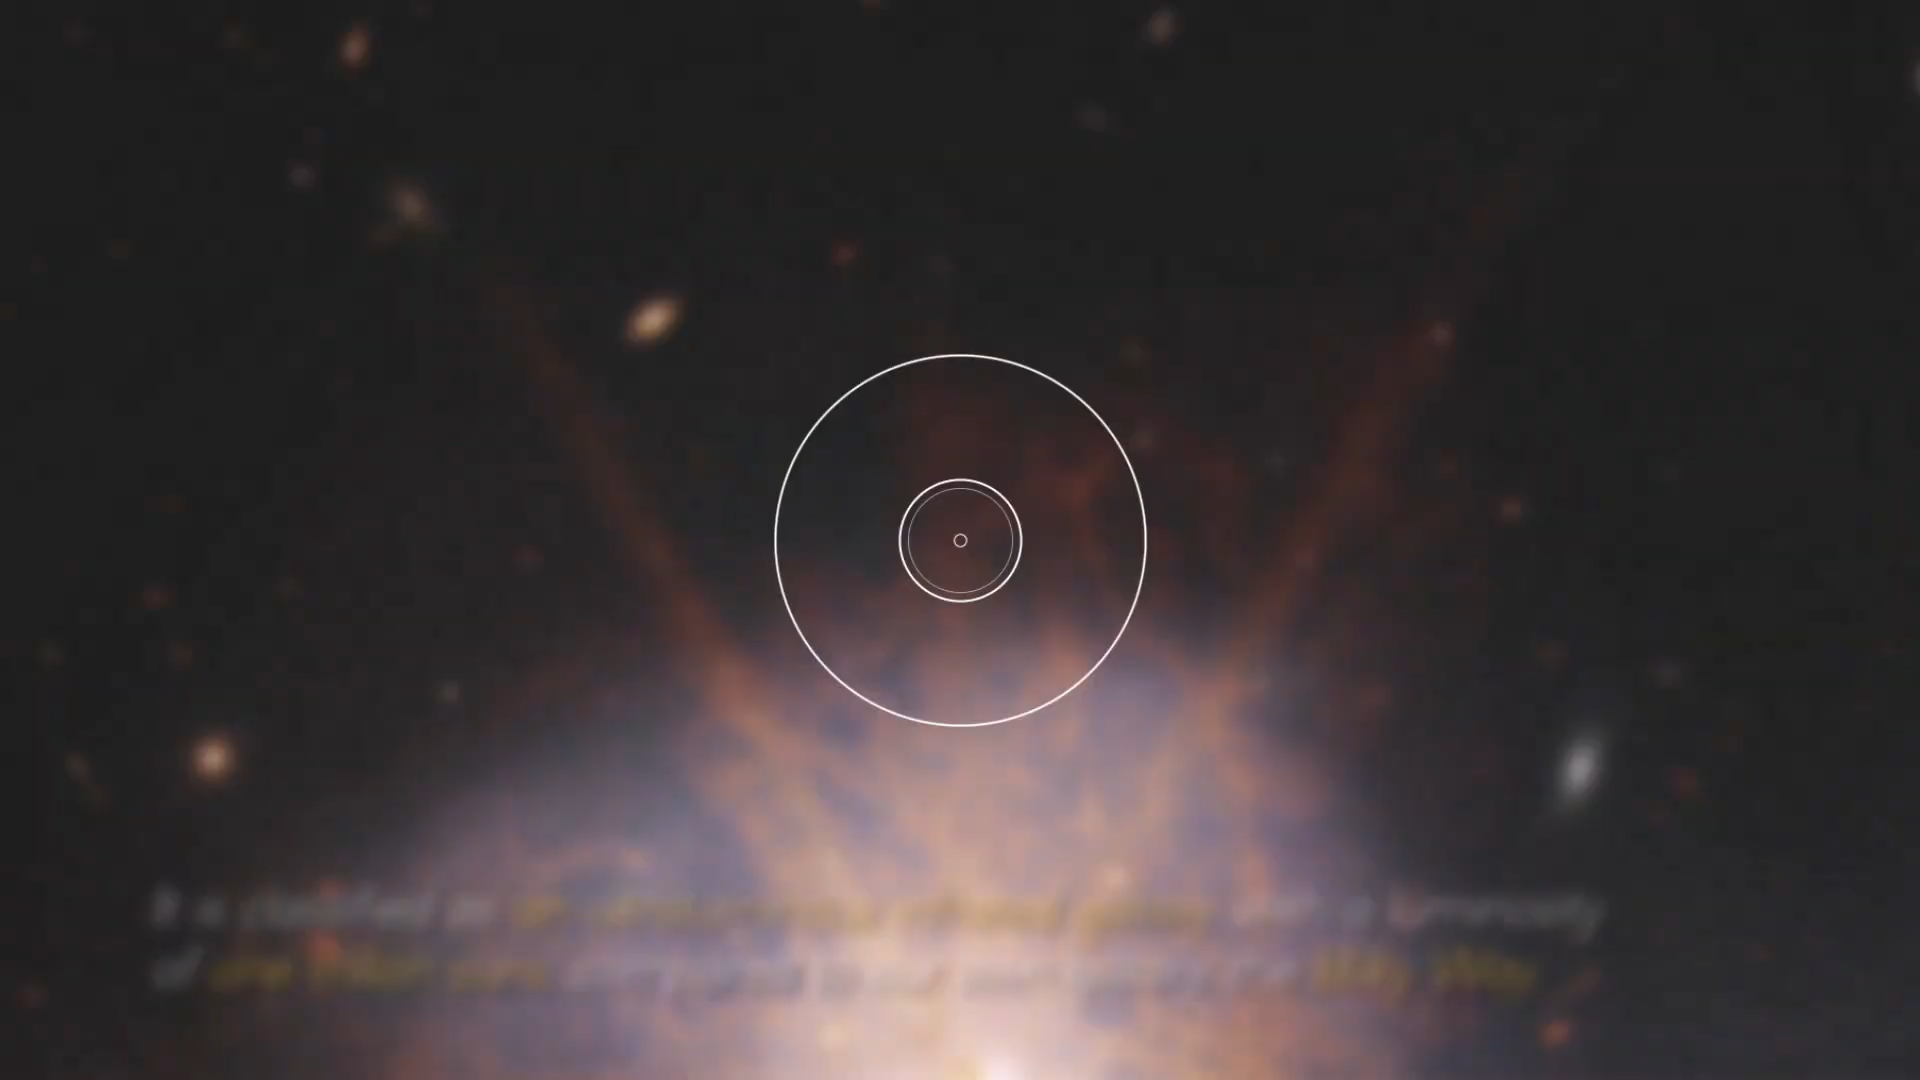 It is classified as an ultraluminous infrared galaxy, with a luminosity
of one trillion suns compared to our own galaxy, the Milky Way